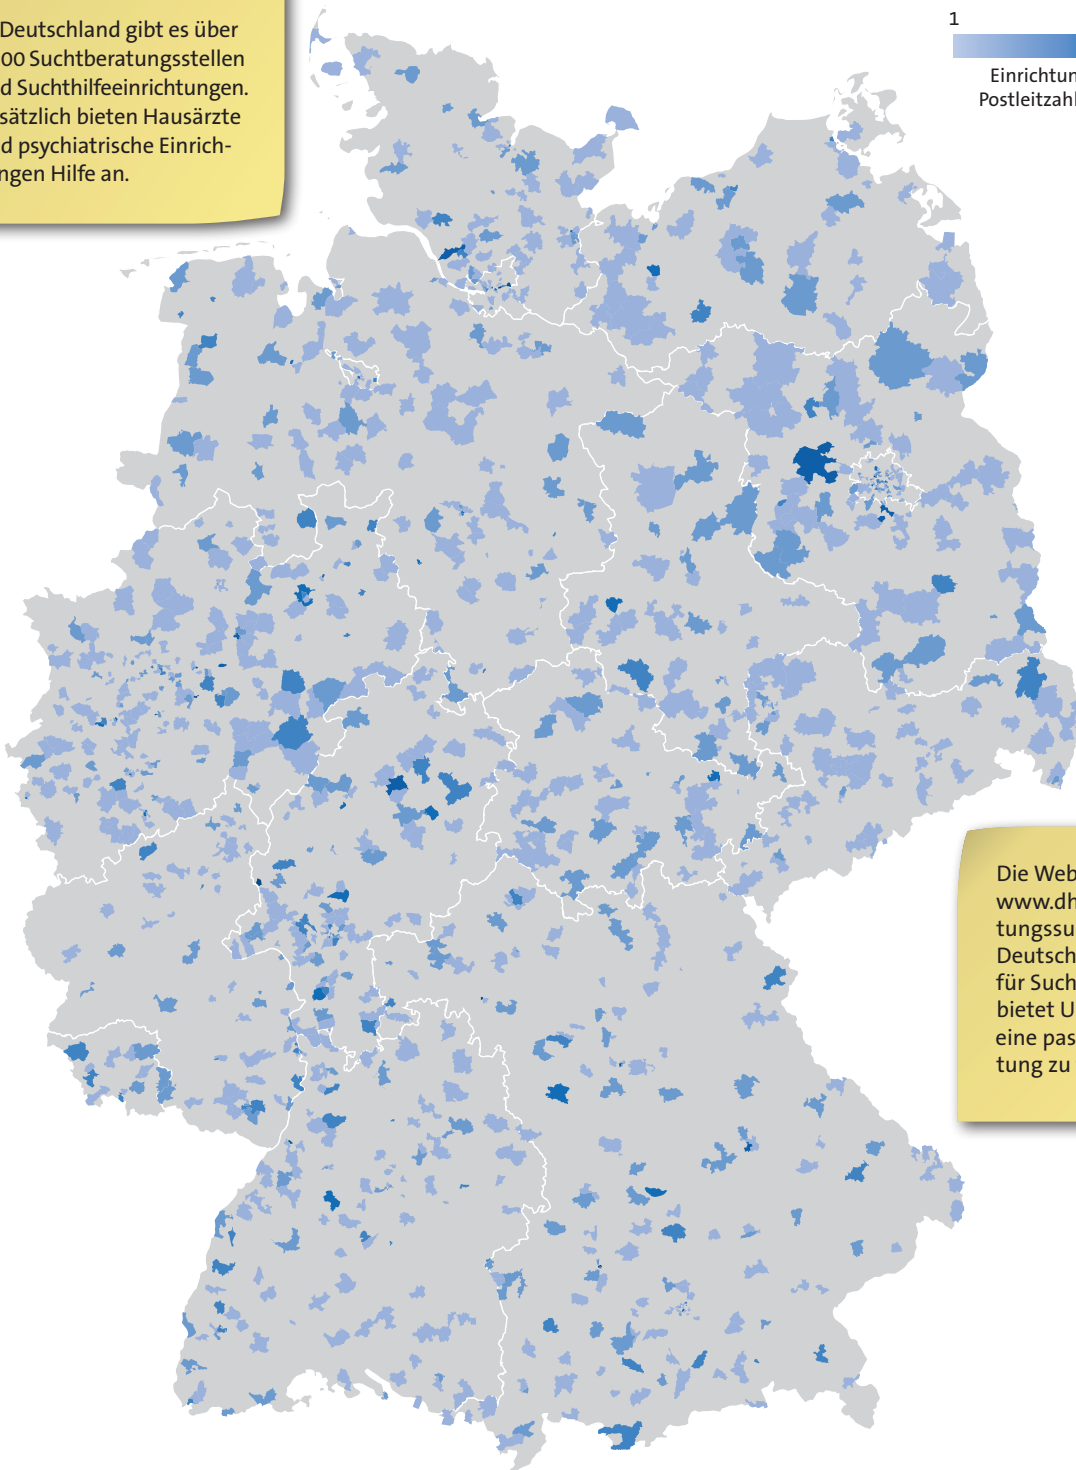 Deutschland gibt es über
00 Suchtberatungsstellen
d Suchthilfeeinrichtungen.
sätzlich bieten Hausärzte
d psychiatrische Einrich-
ngen Hilfe an.
1
Einrichtun
Postleitzahl
Die Web
www.dh
tungssu
Deutsch
für Such
bietet U
eine pas
tung zu